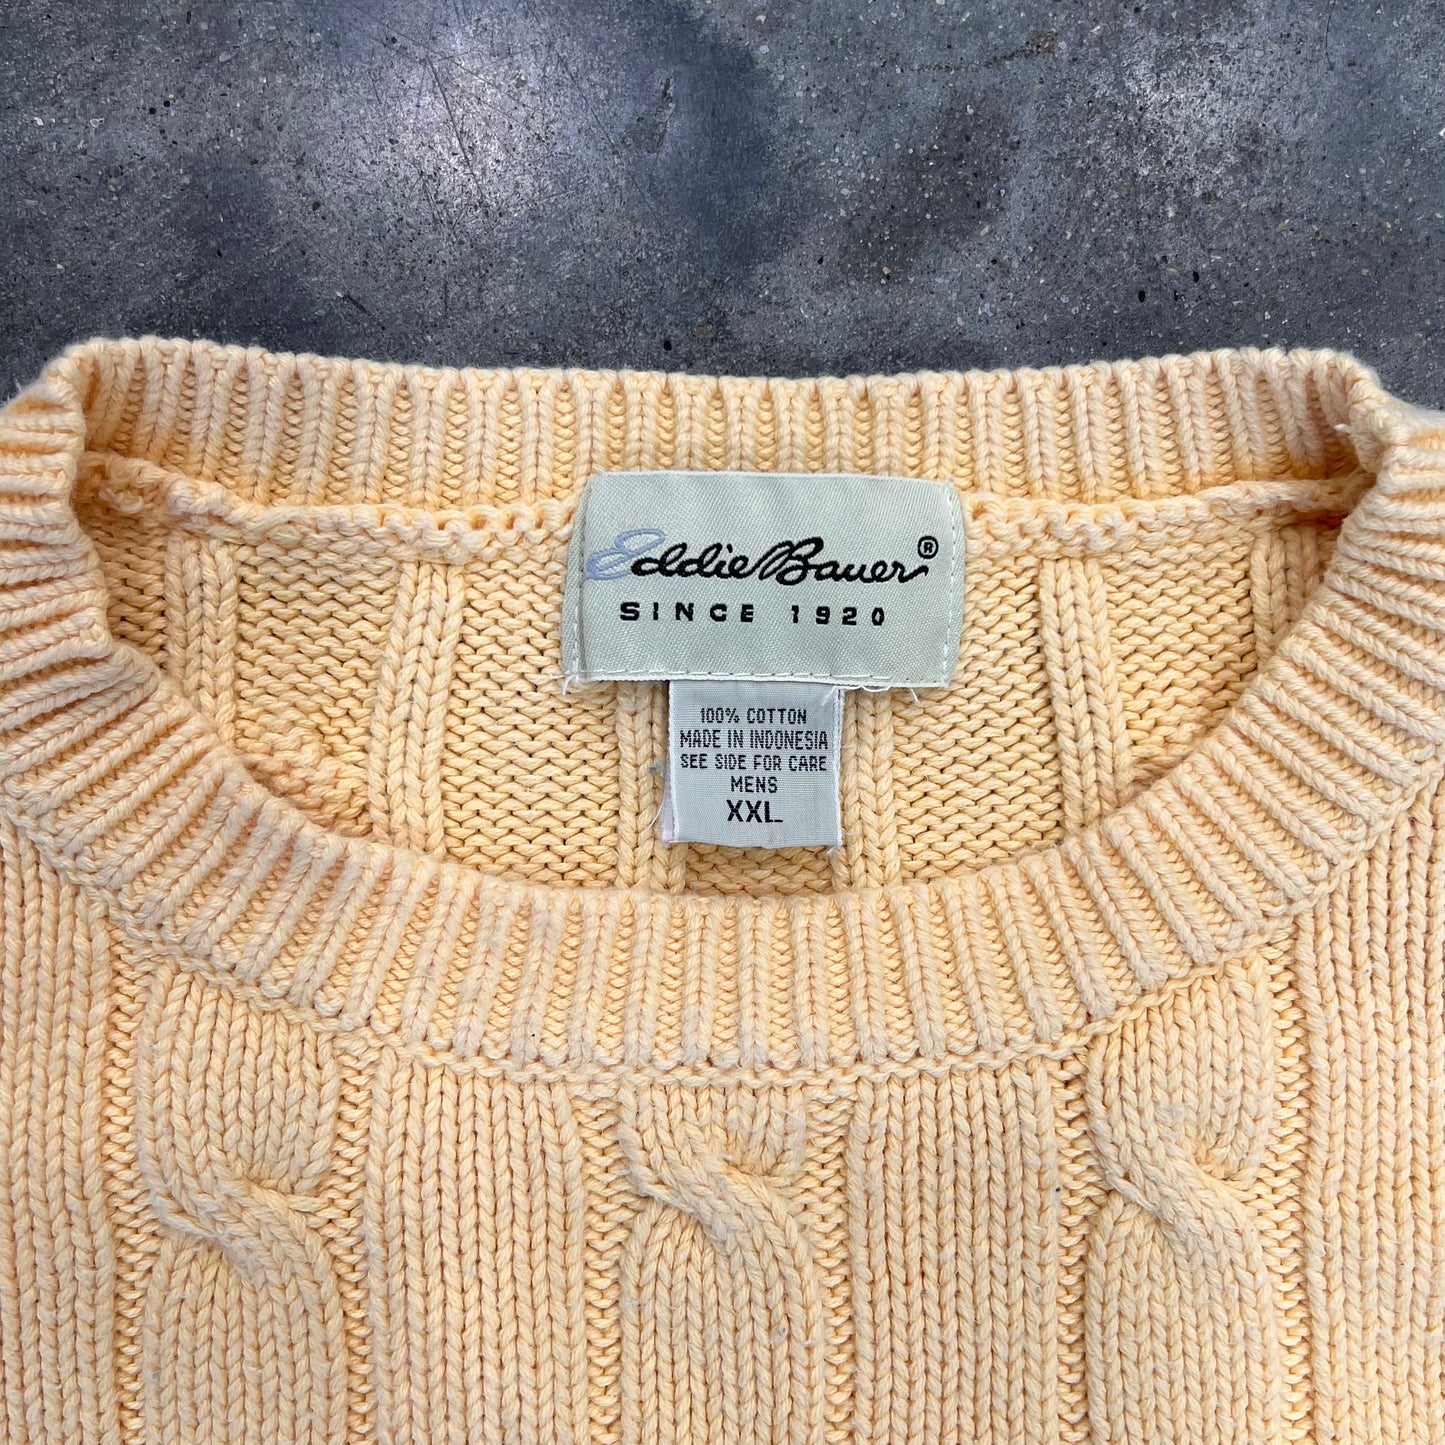 Eddie Bauer®
SINCE 1920
100% COTTON
MADE IN INDONESIA
SEE SIDE FOR CARE
MENS
XXL